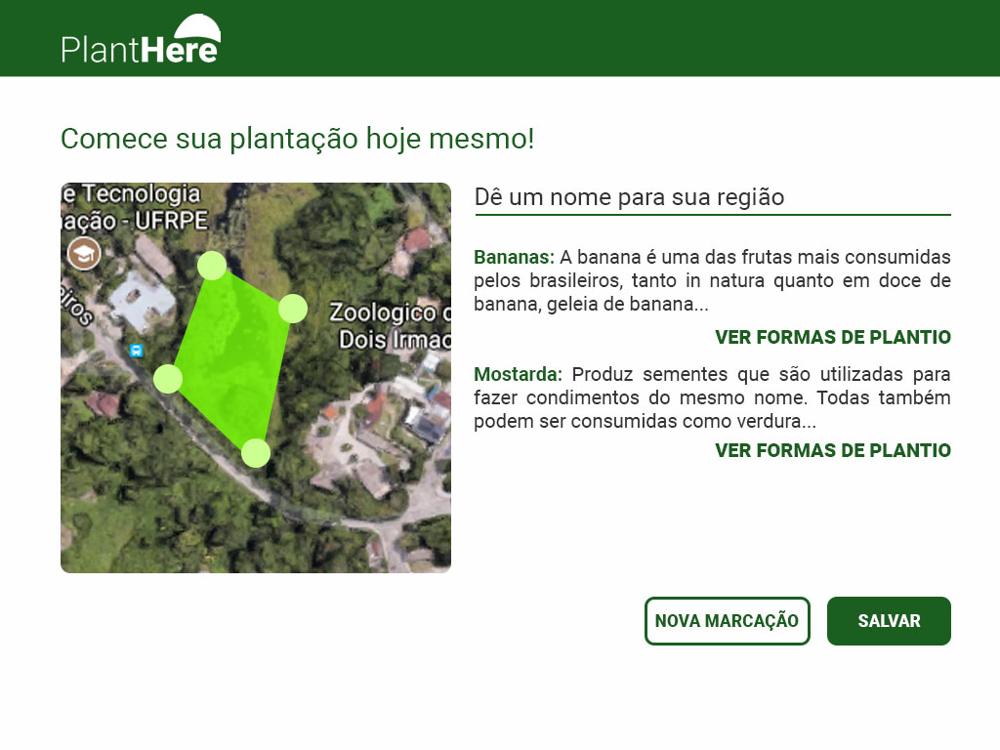 PlantHere
Comece sua plantação hoje mesmo!
e Tecnologia
ação - UFRPE
eiros
Zoologico d
Dois Irmao
Dê um nome para sua região
Bananas: A banana é uma das frutas mais consumidas
pelos brasileiros, tanto in natura quanto em doce de
banana, geleia de banana...
VER FORMAS DE PLANTIO
Mostarda: Produz sementes que são utilizadas para
fazer condimentos do mesmo nome. Todas também
podem ser consumidas como verdura...
VER FORMAS DE PLANTIO
NOVA MARCAÇÃO
SALVAR